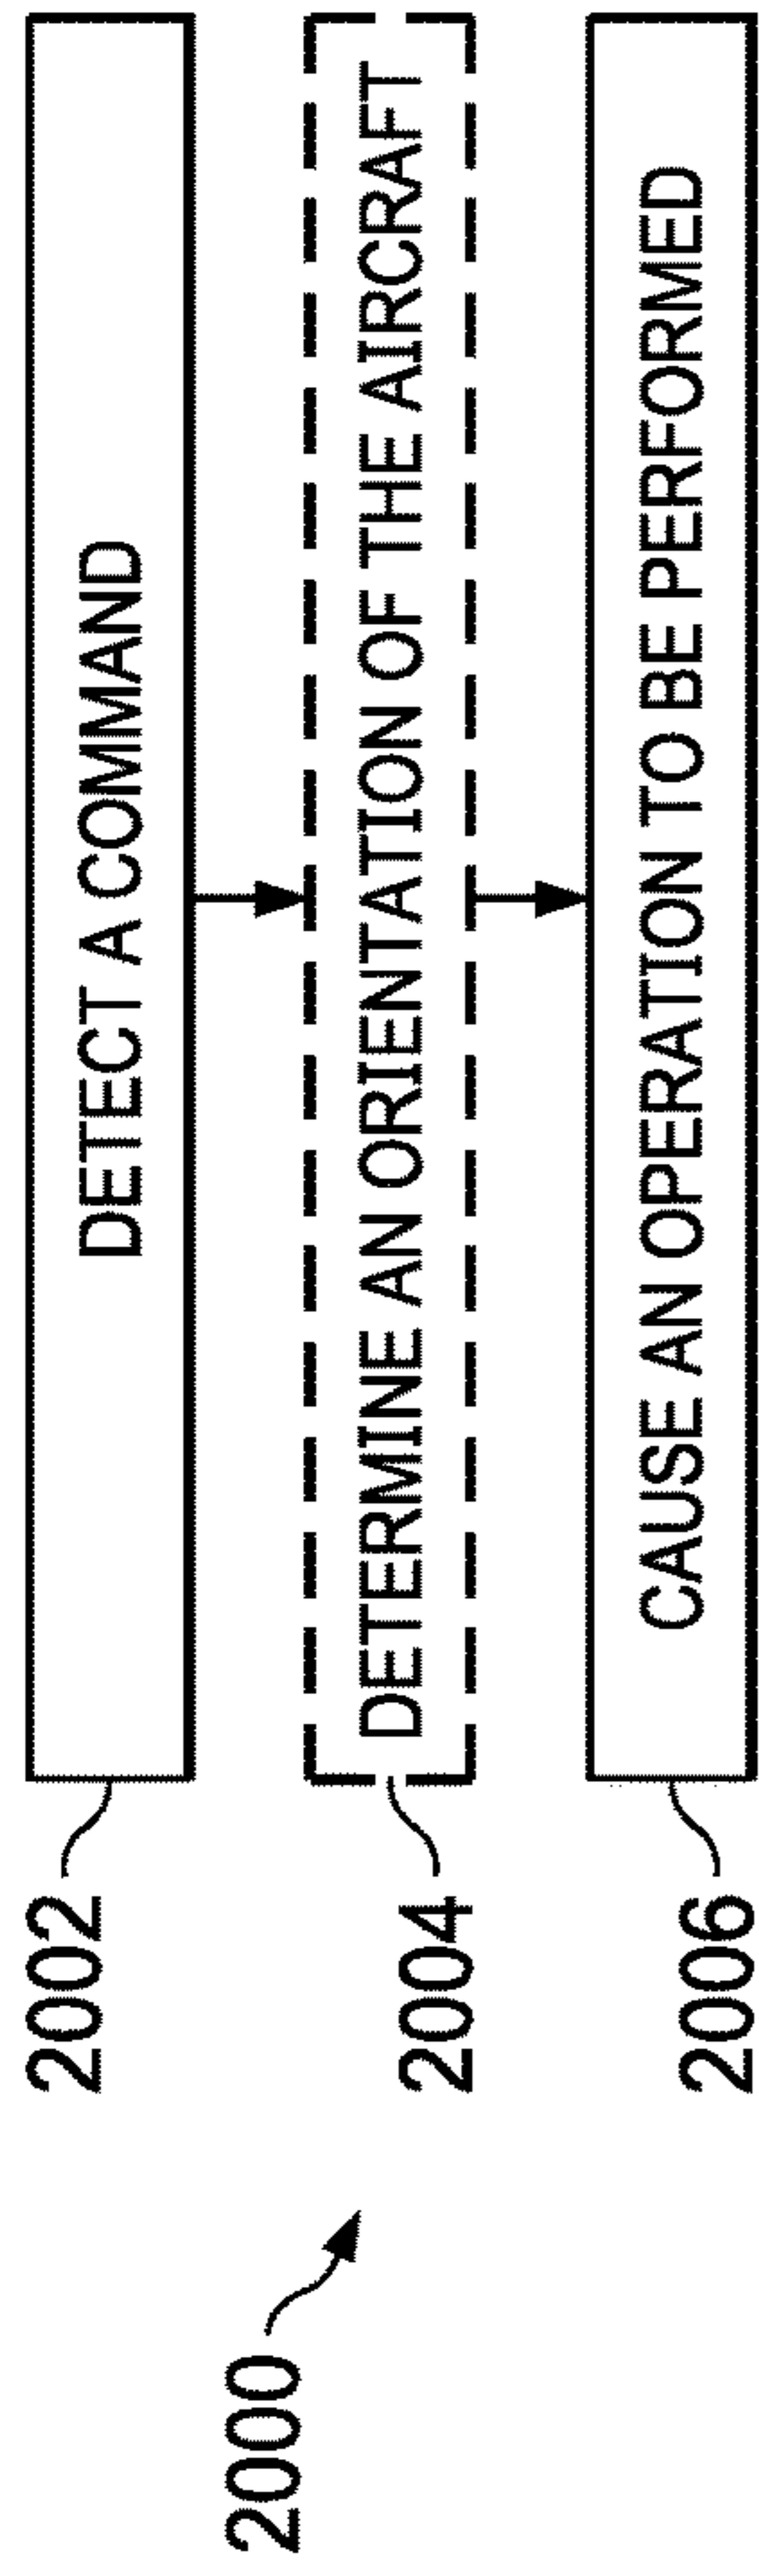 2000
2002
DETECT A COMMAND
2004
DETERMINE AN ORIENTATION OF THE AIRCRAFT
2006
CAUSE AN OPERATION TO BE PERFORMED